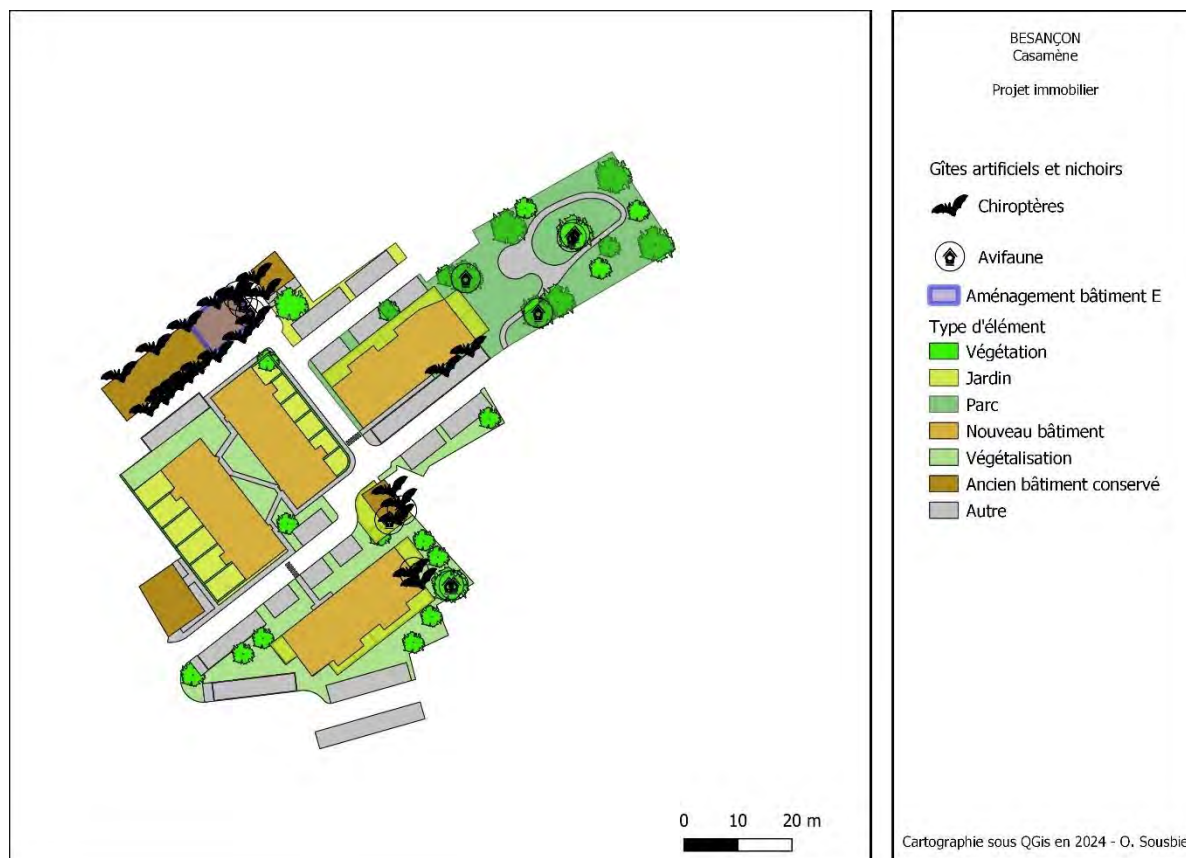 BESANÇON
Casamène
Projet immobilier
Gîtes artificiels et nichoirs
Chiroptères
Avifaune
Aménagement bâtiment E
Type d'élément
Végétation
Jardin
Parc
Nouveau bâtiment
Végétalisation
Ancien bâtiment conservé
Autre
0 10 20 m
Cartographie sous QGis en 2024 - O. Sousbie